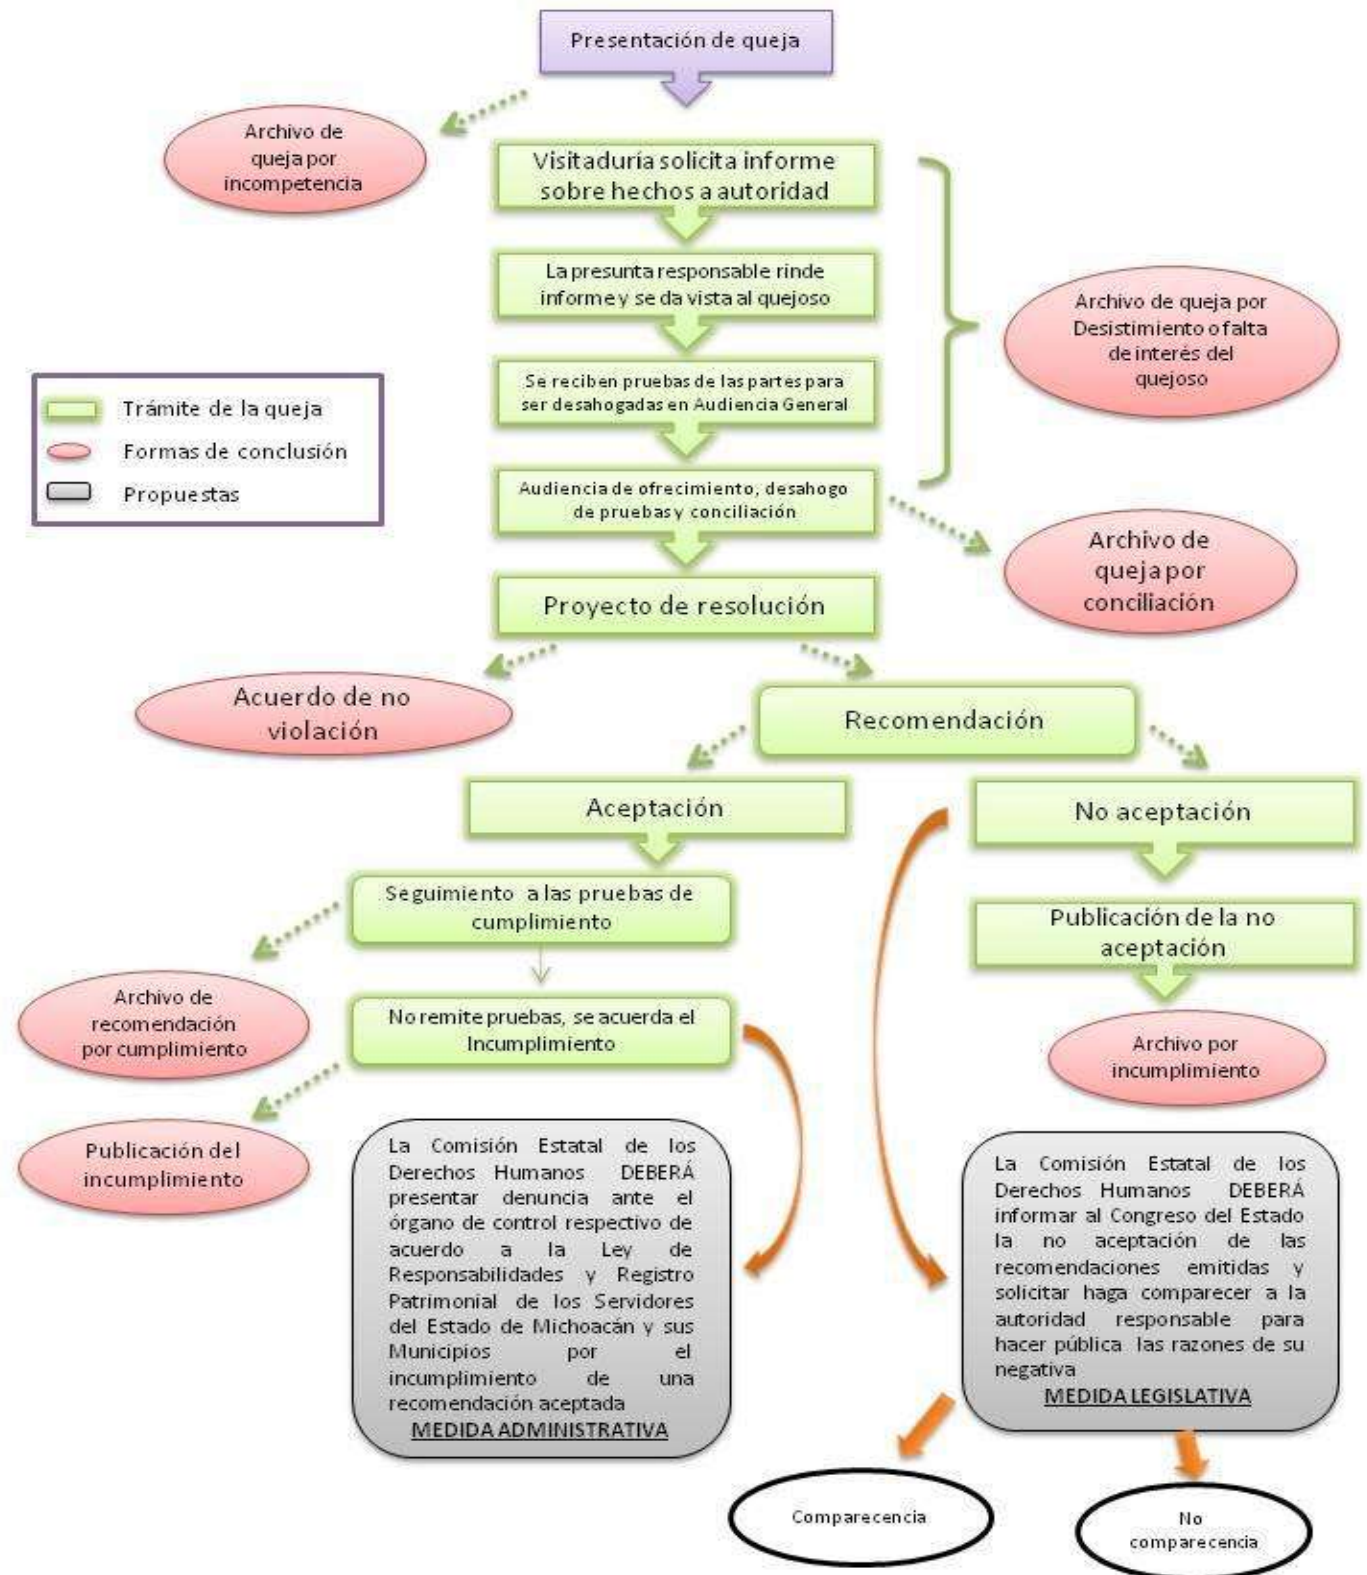 Presentación de queja
Archivo de
queja por
incompetencia
Visitaduría solicita informe
sobre hechos a autoridad
La presunta responsable rinde
informe y se da vista al quejoso
Archivo de queja por
Desistimiento o falta
de interés del
quejoso
Se reciben pruebas de las partes para
ser desahogadas en Audiencia General
Trámite de la queja
Formas de conclusión
Propuestas
Audiencia de ofrecimiento, desahogo
de pruebas y conciliación
Archivo de
queja por
conciliación
Proyecto de resolución
Acuerdo de no
violación
Recomendación
Aceptación
No aceptación
Seguimiento a las pruebas de
cumplimiento
Publicación de la no
aceptación
Archivo de
recomendación
por cumplimiento
No remite pruebas, se acuerda el
Incumplimiento
Archivo por
incumplimiento
Publicación del
incumplimiento
La Comisión Estatal de los
Derechos Humanos DEBERÁ
presentar denuncia ante el
órgano de control respectivo de
acuerdo a la Ley de
Responsabilidades y Registro
Patrimonial de los Servidores
del Estado de Michoacán y sus
Municipios por el
incumplimiento de una
recomendación aceptada
MEDIDA ADMINISTRATIVA
La Comisión Estatal de los
Derechos Humanos DEBERÁ
informar al Congreso del Estado
la no aceptación de las
recomendaciones emitidas y
solicitar haga comparecer a la
autoridad responsable para
hacer pública las razones de su
negativa
MEDIDA LEGISLATIVA
Comparecencia
No
comparecencia